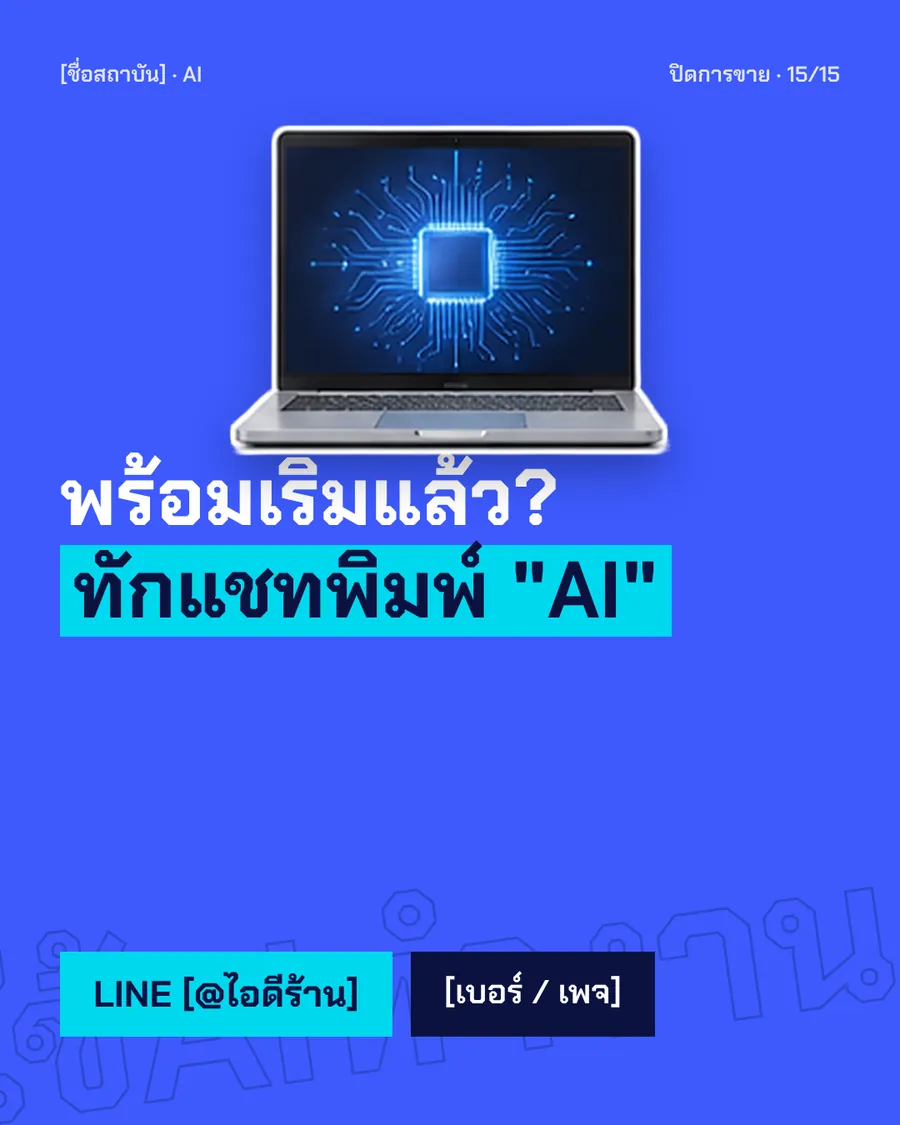 [ชื่อสถาบัน] · AI
ปิดการขาย · 15/15
พร้อมเริ่มแล้ว?
ทักแชทพิมพ์ "AI"
LINE [@ไอดีร้าน]
[เบอร์ / เพจ]